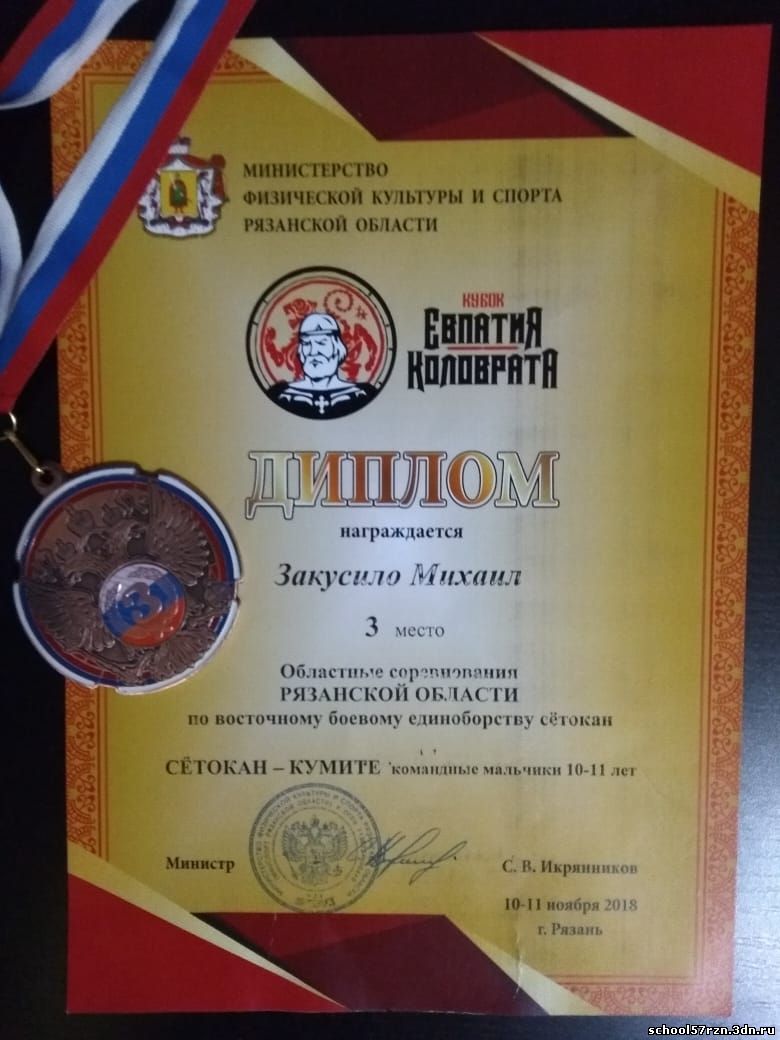 МИНИСТЕРСТВО
ФИЗИЧЕСКОЙ КУЛЬТУРЫ И СПОРТА
РЯЗАНСКОЙ ОБЛАСТИ
КУБОК
ЕВПАТИЯ
КОЛОВРАТА
ДИПЛОМ
награждается
Закусило Михаил
3 место
Областные соревнования
РЯЗАНСКОЙ ОБЛАСТИ
по восточному боевому единоборству сётокан
СЁТОКАН – КУМИТЕ командные мальчики 10-11 лет
Министр
С. В. Икрянников
10-11 ноября 2018
г. Рязань
3
school57rzn.3dn.ru